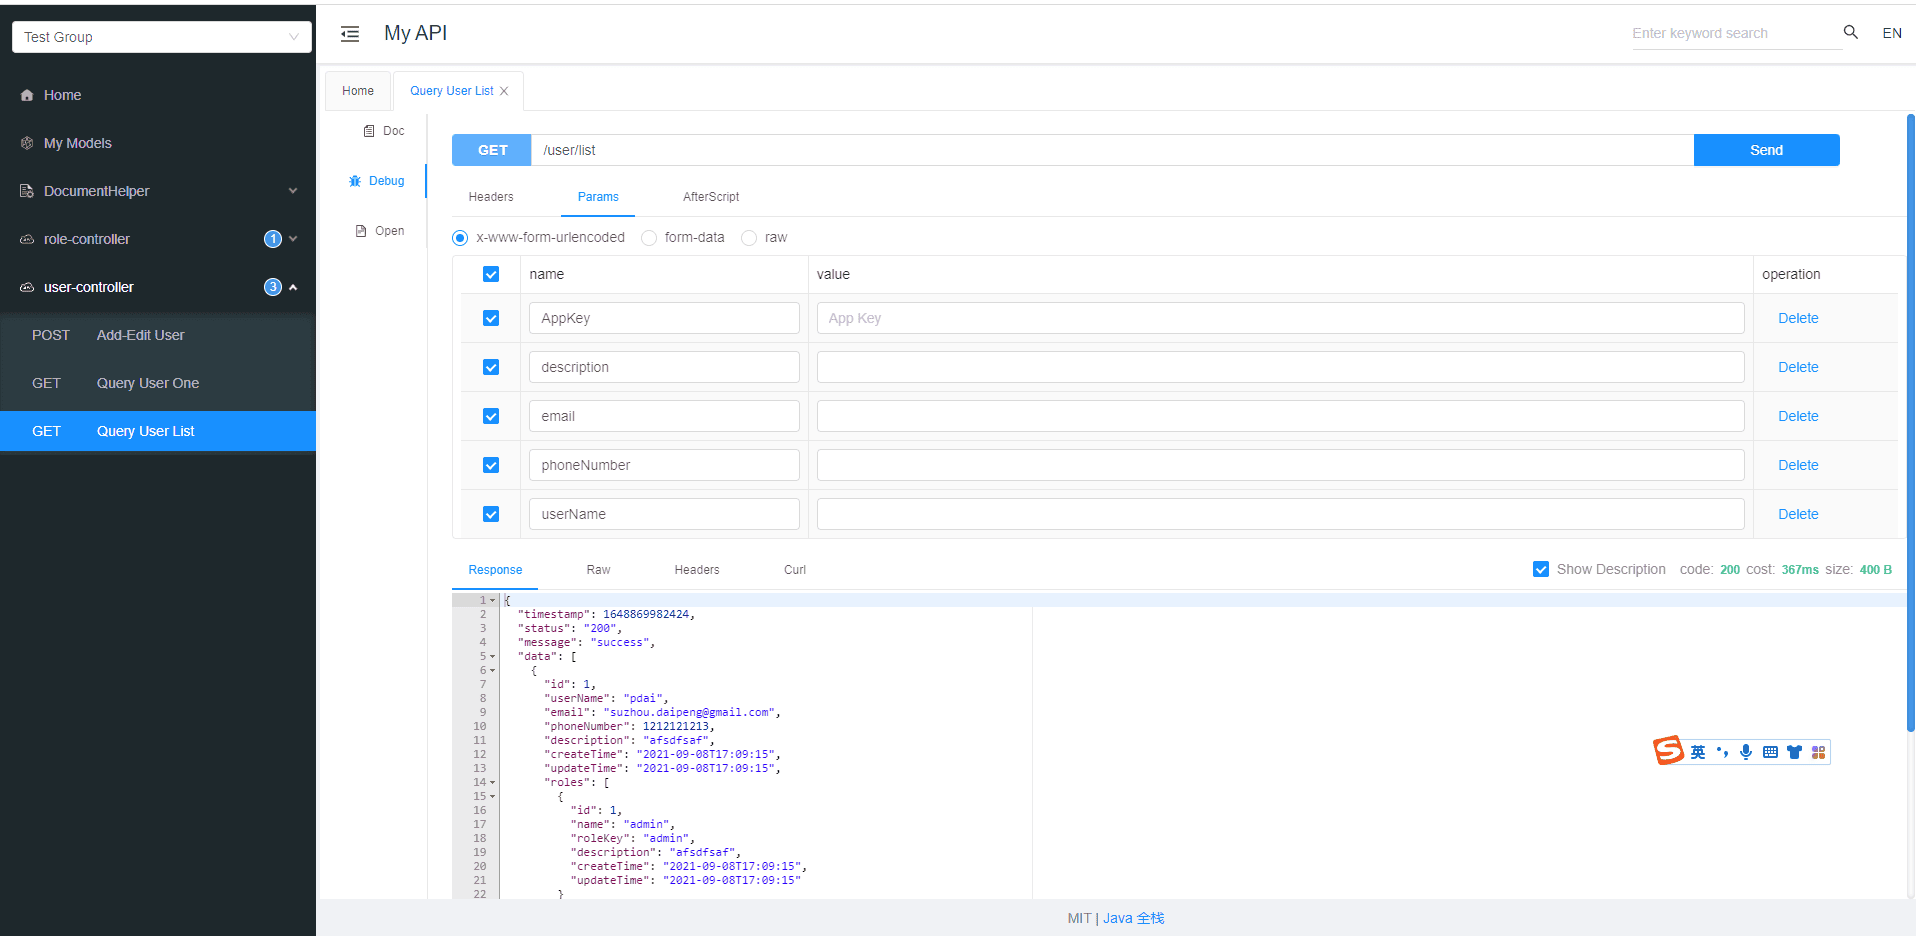 Test Group
My API
Enter keyword search
EN
Home
My Models
DocumentHelper
role-controller 1
user-controller 3
POST Add-Edit User
GET Query User One
GET Query User List
Home
Query User List
Doc
Debug
Open
GET /user/list Send
Headers Params AfterScript
x-www-form-urlencoded form-data raw
name value operation
AppKey App Key Delete
description Delete
email Delete
phoneNumber Delete
userName Delete
Response Raw Headers Curl
Show Description code: 200 cost: 367ms size: 400 B
1 {
2 "timestamp": 1648869982424,
3 "status": "200",
4 "message": "success",
5 "data": [
6 {
7 "id": 1,
8 "userName": "pdai",
9 "email": "suzhou.daipeng@gmail.com",
10 "phoneNumber": 1212121213,
11 "description": "afsdfsaf",
12 "createTime": "2021-09-08T17:09:15",
13 "updateTime": "2021-09-08T17:09:15",
14 "roles": [
15 {
16 "id": 1,
17 "name": "admin",
18 "roleKey": "admin",
19 "description": "afsdfsaf",
20 "createTime": "2021-09-08T17:09:15",
21 "updateTime": "2021-09-08T17:09:15"
22 }
S 英
MIT | Java 全栈